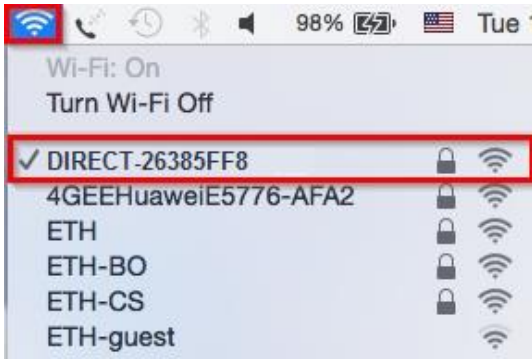 98% Tue
Wi-Fi: On
Turn Wi-Fi Off
DIRECT-26385FF8
4GEEHuaweiE5776-AFA2
ETH
ETH-BO
ETH-CS
ETH-guest